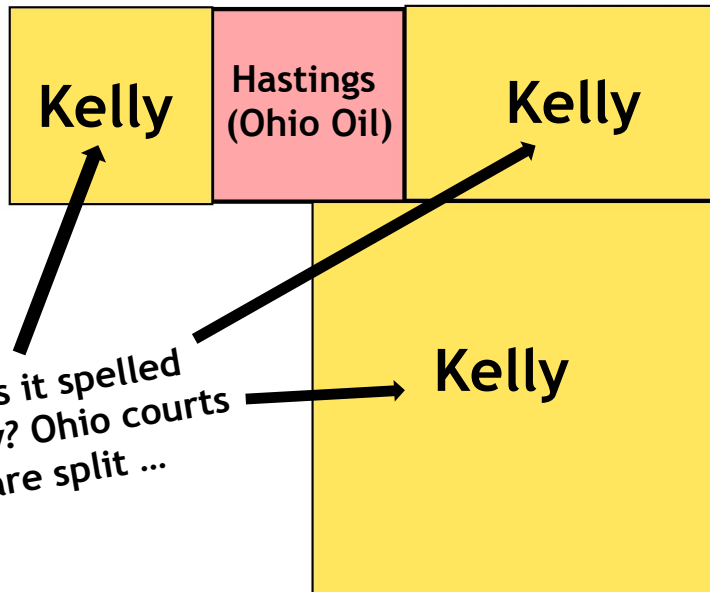 Kelly
Hastings
(Ohio Oil)
Kelly
it spelled
? Ohio courts
are split …
Kelly